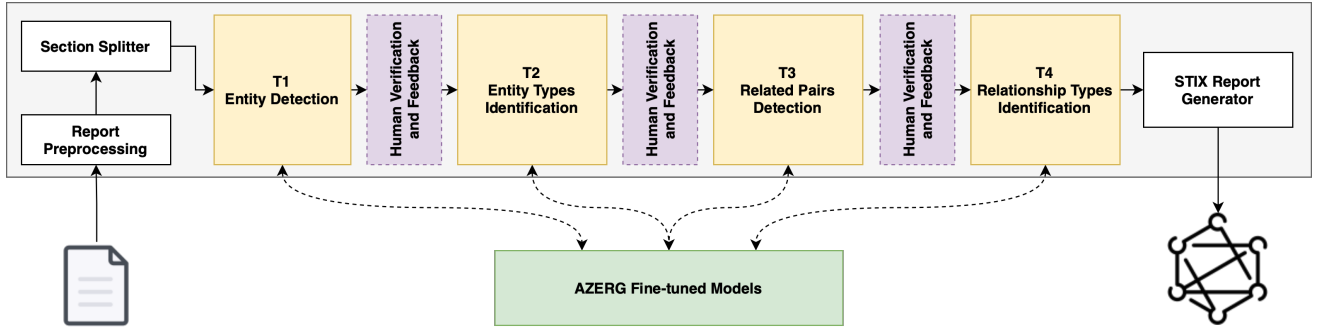 Section Splitter
Report
Preprocessing
T1
Entity Detection
Human Verification
and Feedback
T2
Entity Types
Identification
Human Verification
and Feedback
T3
Related Pairs
Detection
Human Verification
and Feedback
T4
Relationship Types
Identification
STIX Report
Generator
AZERG Fine-tuned Models